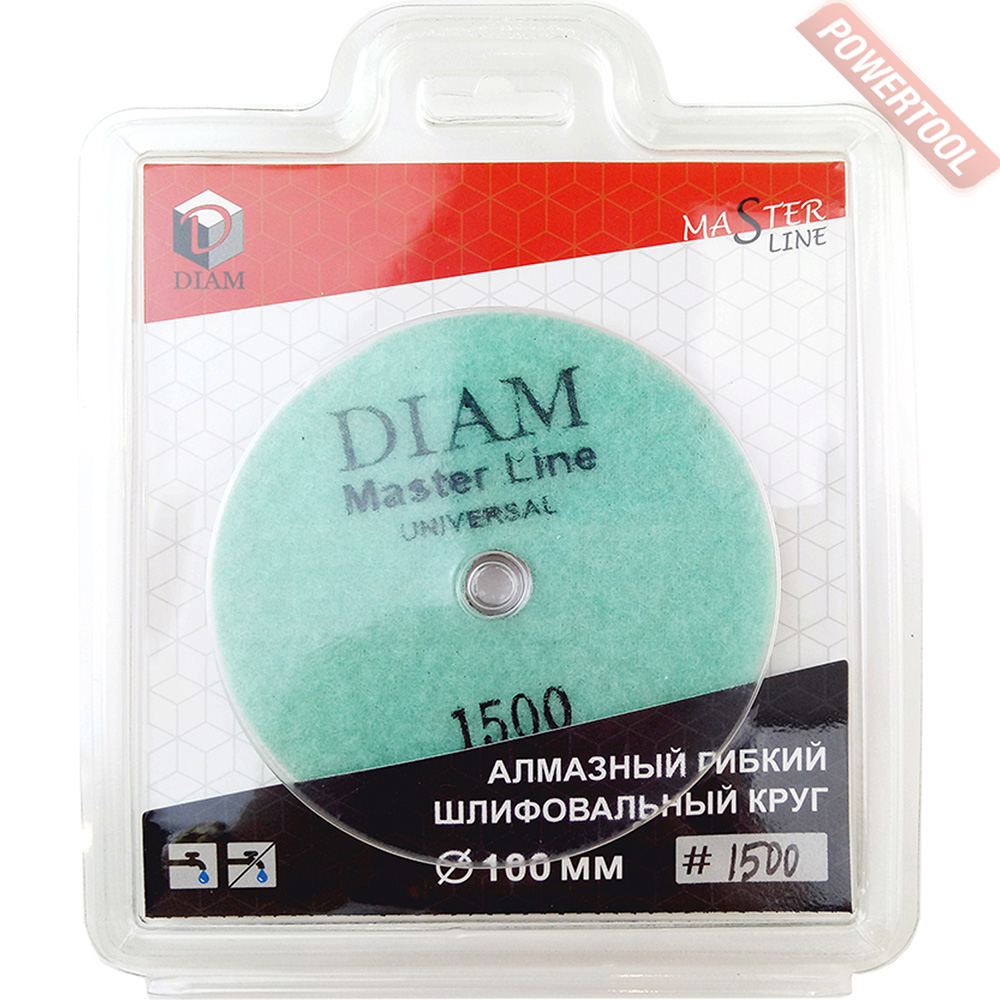 POWERTOOL
DIAM
MASTER
LINE
DIAM
Master Line
UNIVERSAL
1500
АЛМАЗНЫЙ ГИБКИЙ
ШЛИФОВАЛЬНЫЙ КРУГ
Ø 100 ММ
# 1500